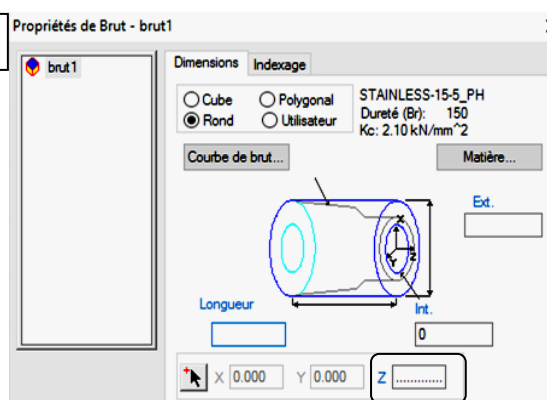 Propriétés de Brut - brut1
brut1
Dimensions Indexage
Cube Polygonal
Rond Utilisateur
STAINLESS-15-5_PH
Dureté (Br): 150
Kc: 2.10 kN/mm^2
Courbe de brut... Matière...
Ext.
X
Z
Y
Longueur
Int.
0
X 0.000 Y 0.000 Z .............